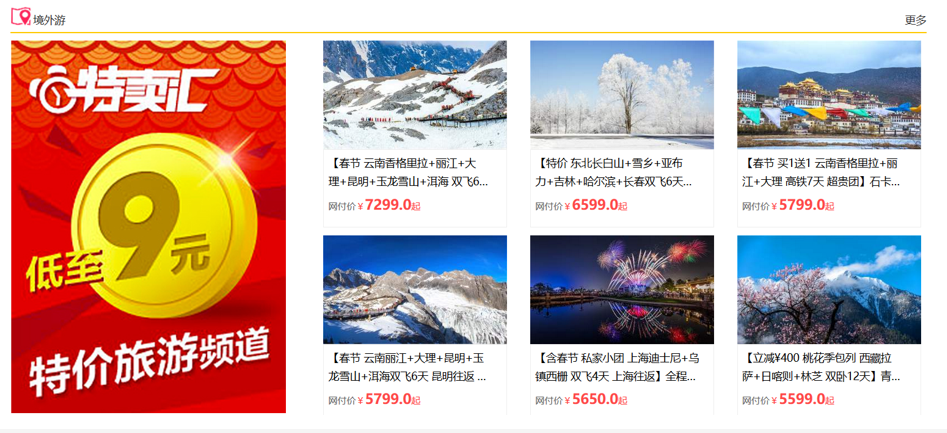 境外游
更多
特卖汇
低至9元
特价旅游频道
【春节 云南香格里拉+丽江+大
理+昆明+玉龙雪山+洱海 双飞6...
网付价￥7299.0起
【特价 东北长白山+雪乡+亚布
力+吉林+哈尔滨+长春双飞6天...
网付价￥6599.0起
【春节 买1送1 云南香格里拉+丽
江+大理 高铁7天 超贵团】石卡...
网付价￥5799.0起
【春节 云南丽江+大理+昆明+玉
龙雪山+洱海双飞6天 昆明往返 ...
网付价￥5799.0起
【含春节 私家小团 上海迪士尼+乌
镇西栅 双飞4天 上海往返】全程...
网付价￥5650.0起
【立减¥400 桃花季包列 西藏拉
萨+日喀则+林芝 双卧12天】青...
网付价￥5599.0起